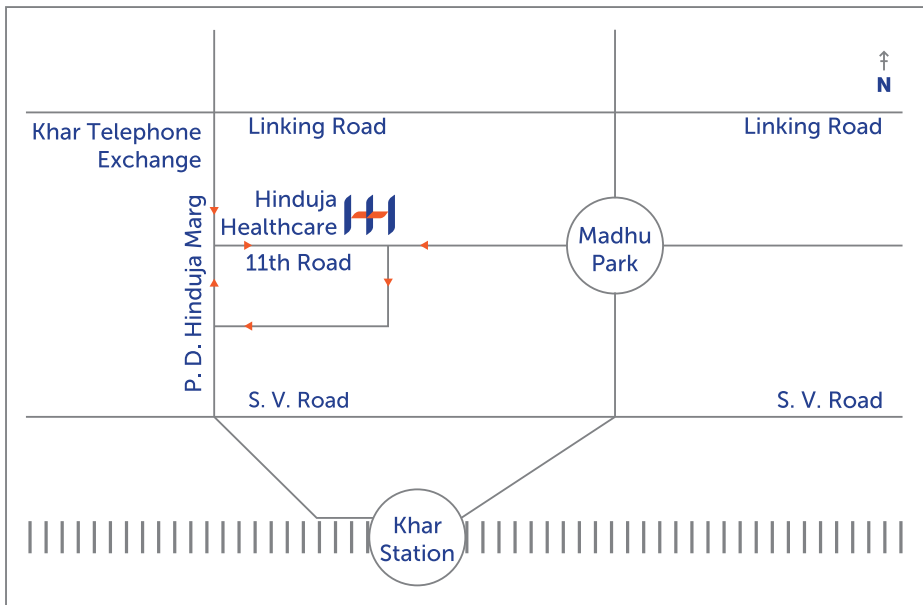 N
Khar Telephone
Exchange
Linking Road
Linking Road
P. D. Hinduja Marg
Hinduja
Healthcare
11th Road
Madhu
Park
S. V. Road
S. V. Road
Khar
Station